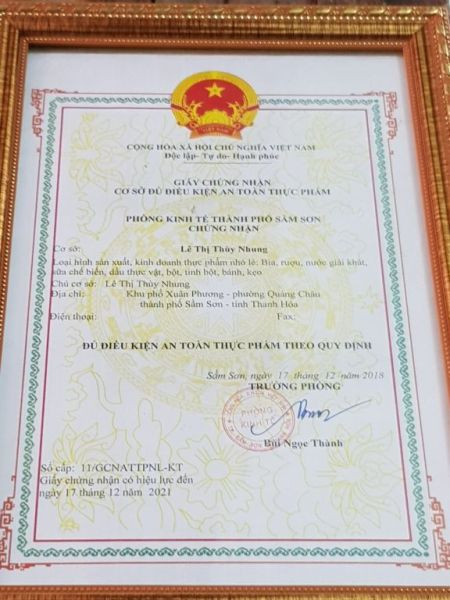 CỘNG HÒA XÃ HỘI CHỦ NGHĨA VIỆT NAM
Độc lập- Tự do- Hạnh phúc
GIẤY CHỨNG NHẬN
CƠ SỞ ĐỦ ĐIỀU KIỆN AN TOÀN THỰC PHẨM
PHÒNG KINH TẾ THÀNH PHỐ SẦM SƠN
CHỨNG NHẬN
Cơ sở: Lê Thị Thùy Nhung
Loại hình sản xuất, kinh doanh thực phẩm nhỏ lẻ: Bia, rượu, nước giải khát,
sữa chế biến, dầu thực vật, bột, tinh bột, bánh, kẹo.
Chủ cơ sở: Lê Thị Thùy Nhung
Địa chỉ: Khu phố Xuân Phương - phường Quảng Châu
thành phố Sầm Sơn - tỉnh Thanh Hóa
Điện thoại: Fax:
ĐỦ ĐIỀU KIỆN AN TOÀN THỰC PHẨM THEO QUY ĐỊNH
Sầm Sơn, ngày 17 tháng 12 năm 2018
TRƯỞNG PHÒNG
PHÒNG
KINH TẾ
Bùi Ngọc Thành
Số cấp: 11/GCNATTPNL-KT
Giấy chứng nhận có hiệu lực đến
ngày 17 tháng 12 năm 2021